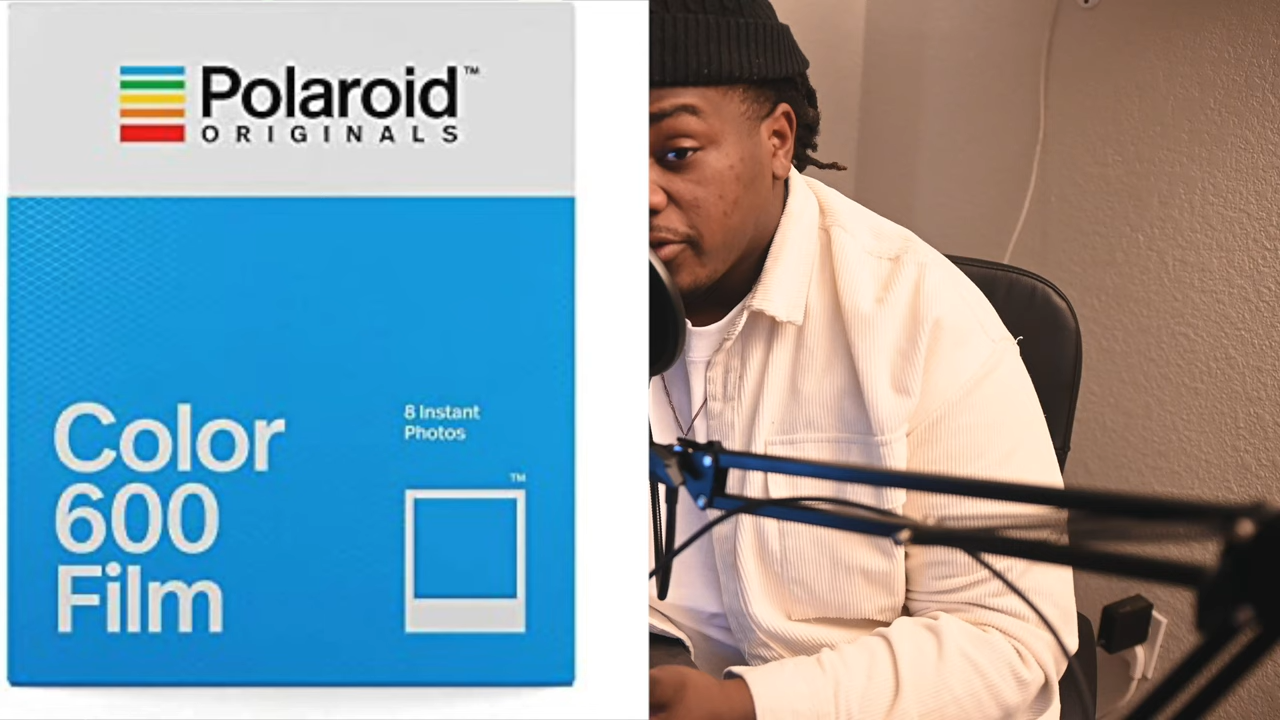 Polaroid™
ORIGINALS
8 Instant
Photos
Color
600
Film
™